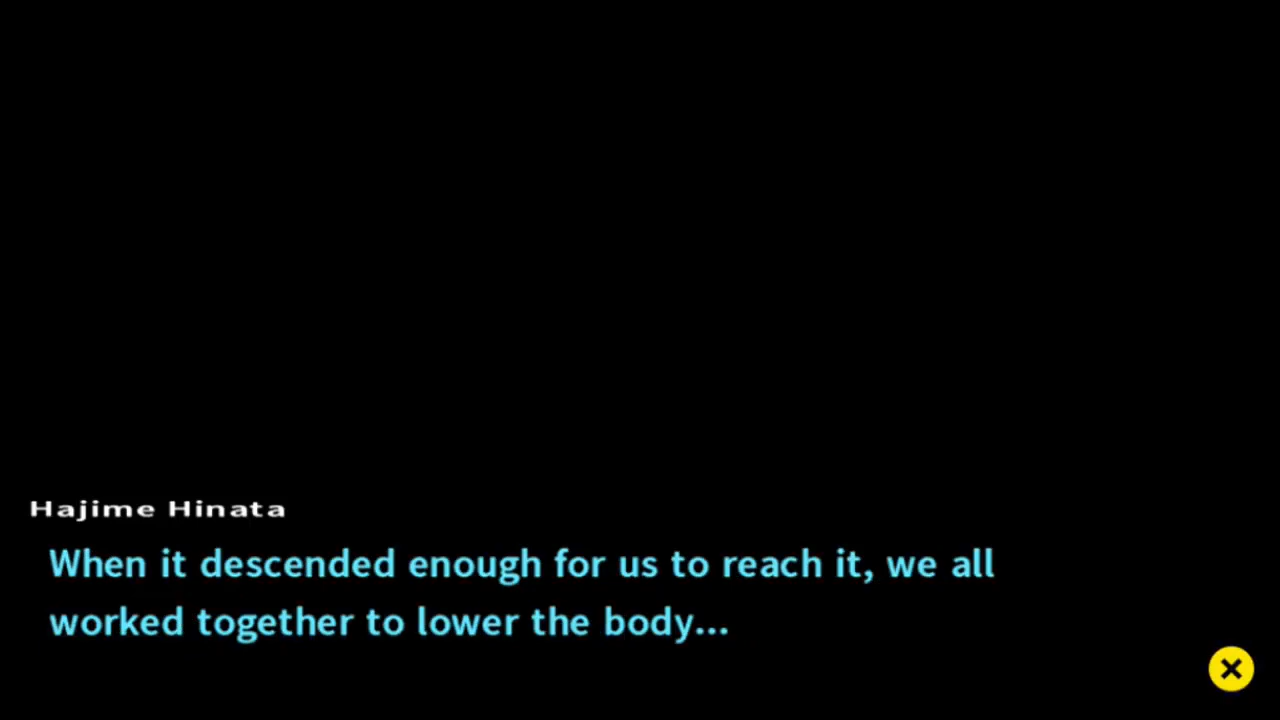 Hajime Hinata
When it descended enough for us to reach it, we all
worked together to lower the body...